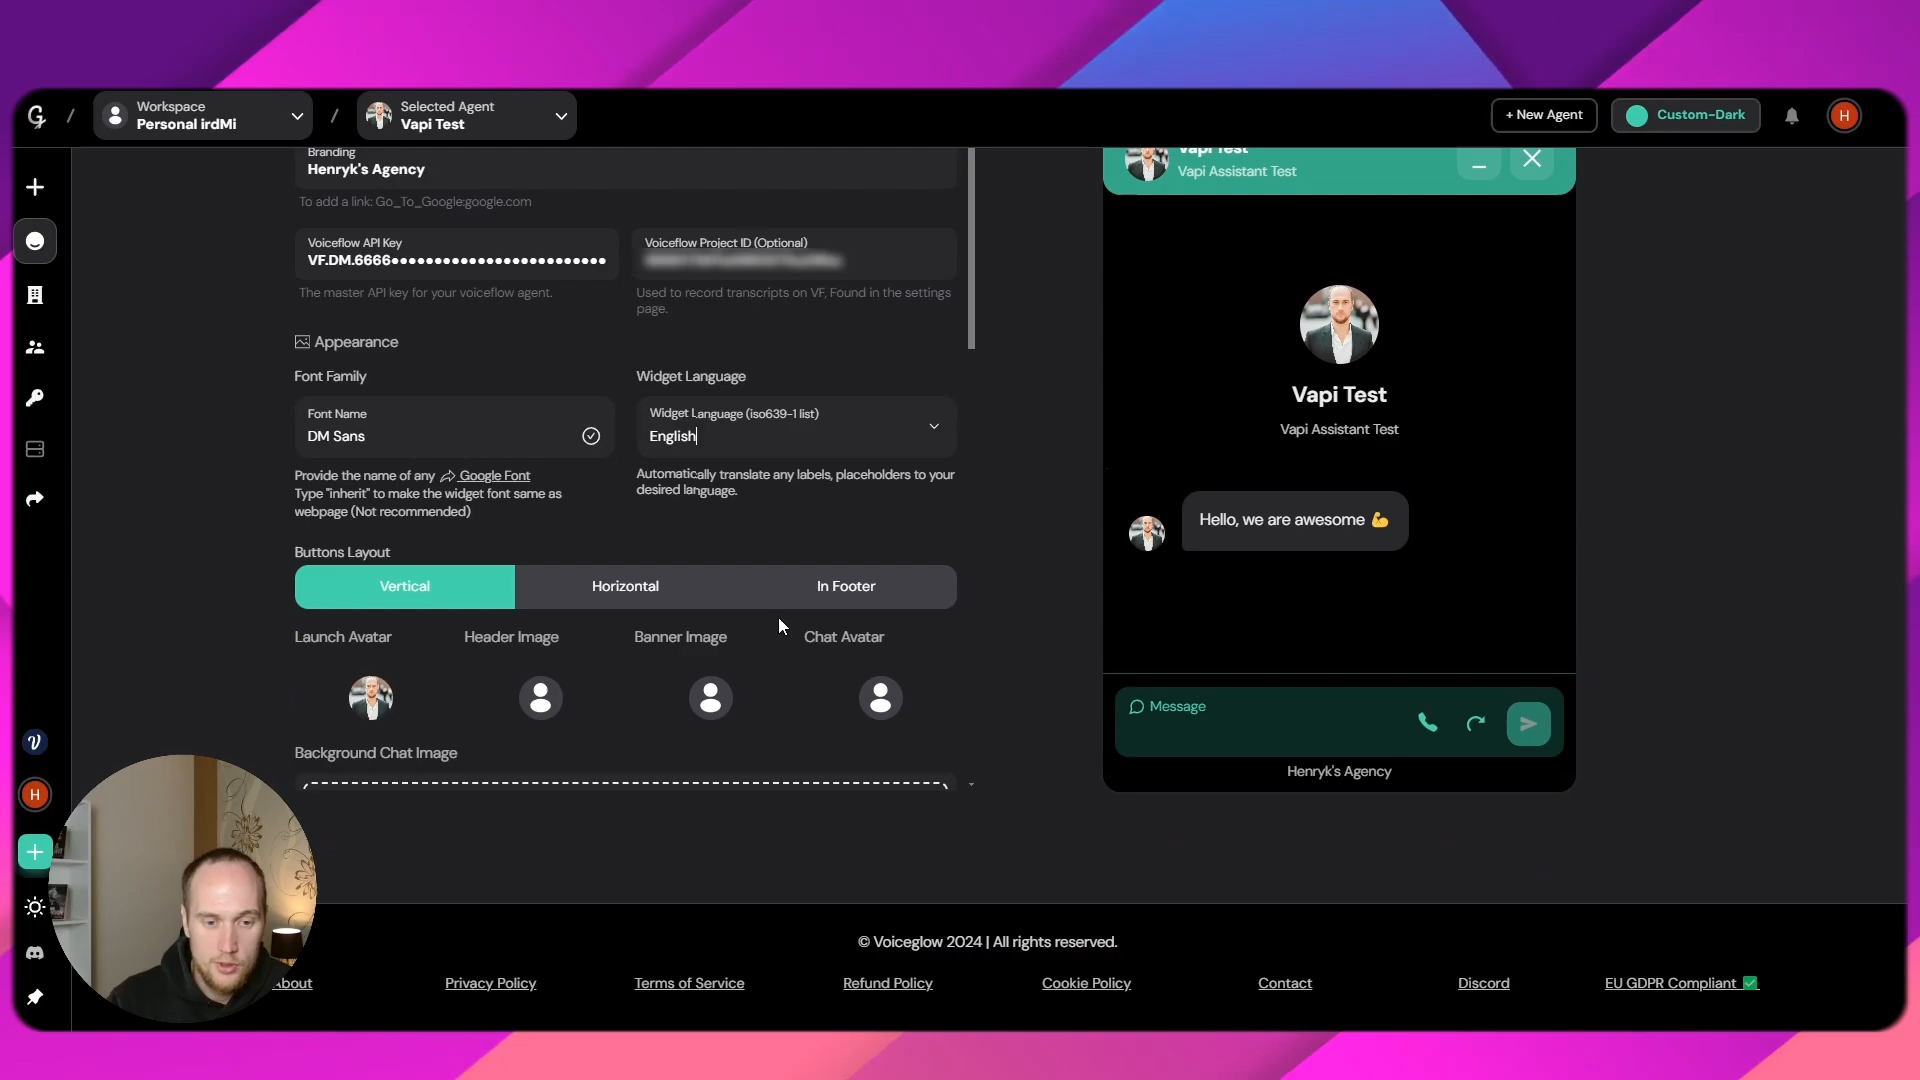 Workspace
Personal irdMi
Selected Agent
Vapi Test
+ New Agent
Custom-Dark
H
Branding
Henryk's Agency
To add a link: Go_To_Google:google.com
Voiceflow API Key
VF.DM.6666•••••••••••••••••••••••••
The master API key for your voiceflow agent.
Voiceflow Project ID (Optional)
Used to record transcripts on VF, Found in the settings
page.
Appearance
Font Family
Font Name
DM Sans
Provide the name of any Google Font
Type "inherit" to make the widget font same as
webpage (Not recommended)
Widget Language
Widget Language (iso639-1 list)
English
Automatically translate any labels, placeholders to your
desired language.
Buttons Layout
Vertical
Horizontal
In Footer
Launch Avatar
Header Image
Banner Image
Chat Avatar
Background Chat Image
Vapi Test
Vapi Assistant Test
Vapi Test
Vapi Assistant Test
Hello, we are awesome 💪
Message
Henryk's Agency
H
© Voiceglow 2024 | All rights reserved.
About
Privacy Policy
Terms of Service
Refund Policy
Cookie Policy
Contact
Discord
EU GDPR Compliant ✅